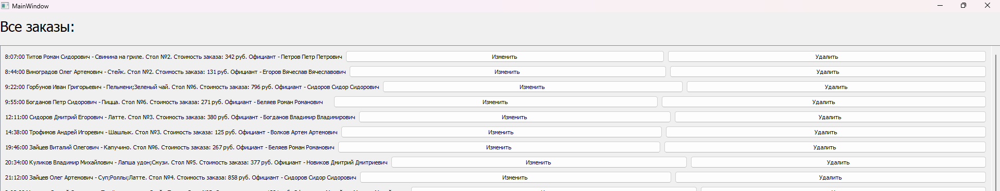 MainWindow
Все заказы:
8:07:00 Титов Роман Сидорович - Свинина на гриле. Стол №2. Стоимость заказа: 342 руб. Официант - Петров Петр Петрович Изменить Удалить
8:44:00 Виноградов Олег Артемович - Стейк. Стол №2. Стоимость заказа: 131 руб. Официант - Егоров Вячеслав Вячеславович Изменить Удалить
9:22:00 Горбунов Иван Григорьевич - Пельмени;Зеленый чай. Стол №6. Стоимость заказа: 796 руб. Официант - Сидоров Сидор Сидорович Изменить Удалить
9:55:00 Богданов Петр Сидорович - Пицца. Стол №6. Стоимость заказа: 271 руб. Официант - Беляев Роман Романович Изменить Удалить
12:11:00 Сидоров Дмитрий Егорович - Латте. Стол №3. Стоимость заказа: 380 руб. Официант - Богданов Владимир Владимирович Изменить Удалить
14:38:00 Трофимов Андрей Игоревич - Шашлык. Стол №3. Стоимость заказа: 125 руб. Официант - Волков Артем Артемович Изменить Удалить
19:46:00 Зайцев Виталий Олегович - Капучино. Стол №6. Стоимость заказа: 267 руб. Официант - Беляев Роман Романович Изменить Удалить
20:34:00 Куликов Владимир Михайлович - Лапша удон;Смузи. Стол №5. Стоимость заказа: 377 руб. Официант - Новиков Дмитрий Дмитриевич Изменить Удалить
21:12:00 Зайцев Олег Артемович - Суп;Роллы;Латте. Стол №4. Стоимость заказа: 858 руб. Официант - Сидоров Сидор Сидорович Изменить Удалить